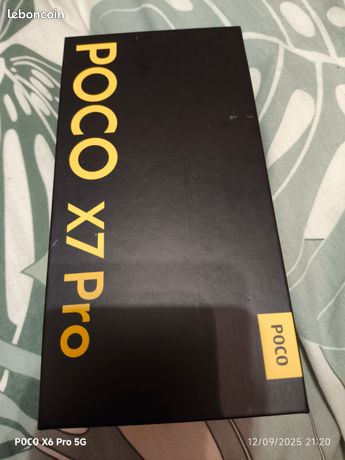 leboncoin
POCO X7 Pro
POCO
POCO X6 Pro 5G
12/09/2025 21:20